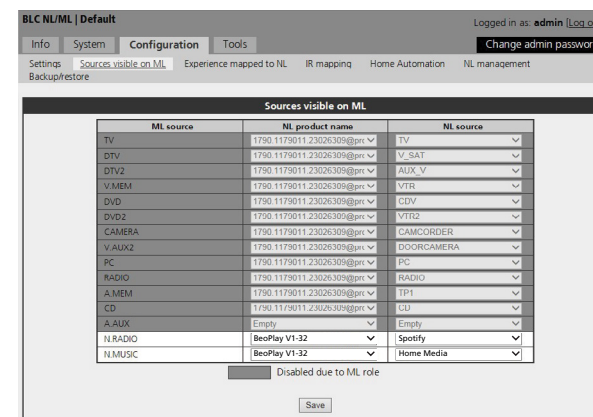 BLC NL/ML | Default
Logged in as: admin [Log o
Info System Configuration Tools
Change admin passwor
Settings Sources visible on ML Experience mapped to NL IR mapping Home Automation NL management
Backup/restore
Sources visible on ML
ML source NL product name NL source
TV 1790.1179011.23026309@prc TV
DTV 1790.1179011.23026309@prc V_SAT
DTV2 1790.1179011.23026309@prc AUX_V
V.MEM 1790.1179011.23026309@prc VTR
DVD 1790.1179011.23026309@prc CDV
DVD2 1790.1179011.23026309@prc VTR2
CAMERA 1790.1179011.23026309@prc CAMCORDER
V.AUX2 1790.1179011.23026309@prc DOORCAMERA
PC 1790.1179011.23026309@prc PC
RADIO 1790.1179011.23026309@prc RADIO
A.MEM 1790.1179011.23026309@prc TP1
CD 1790.1179011.23026309@prc CD
A.AUX Empty Empty
N.RADIO BeoPlay V1-32 Spotify
N.MUSIC BeoPlay V1-32 Home Media
Disabled due to ML role
Save